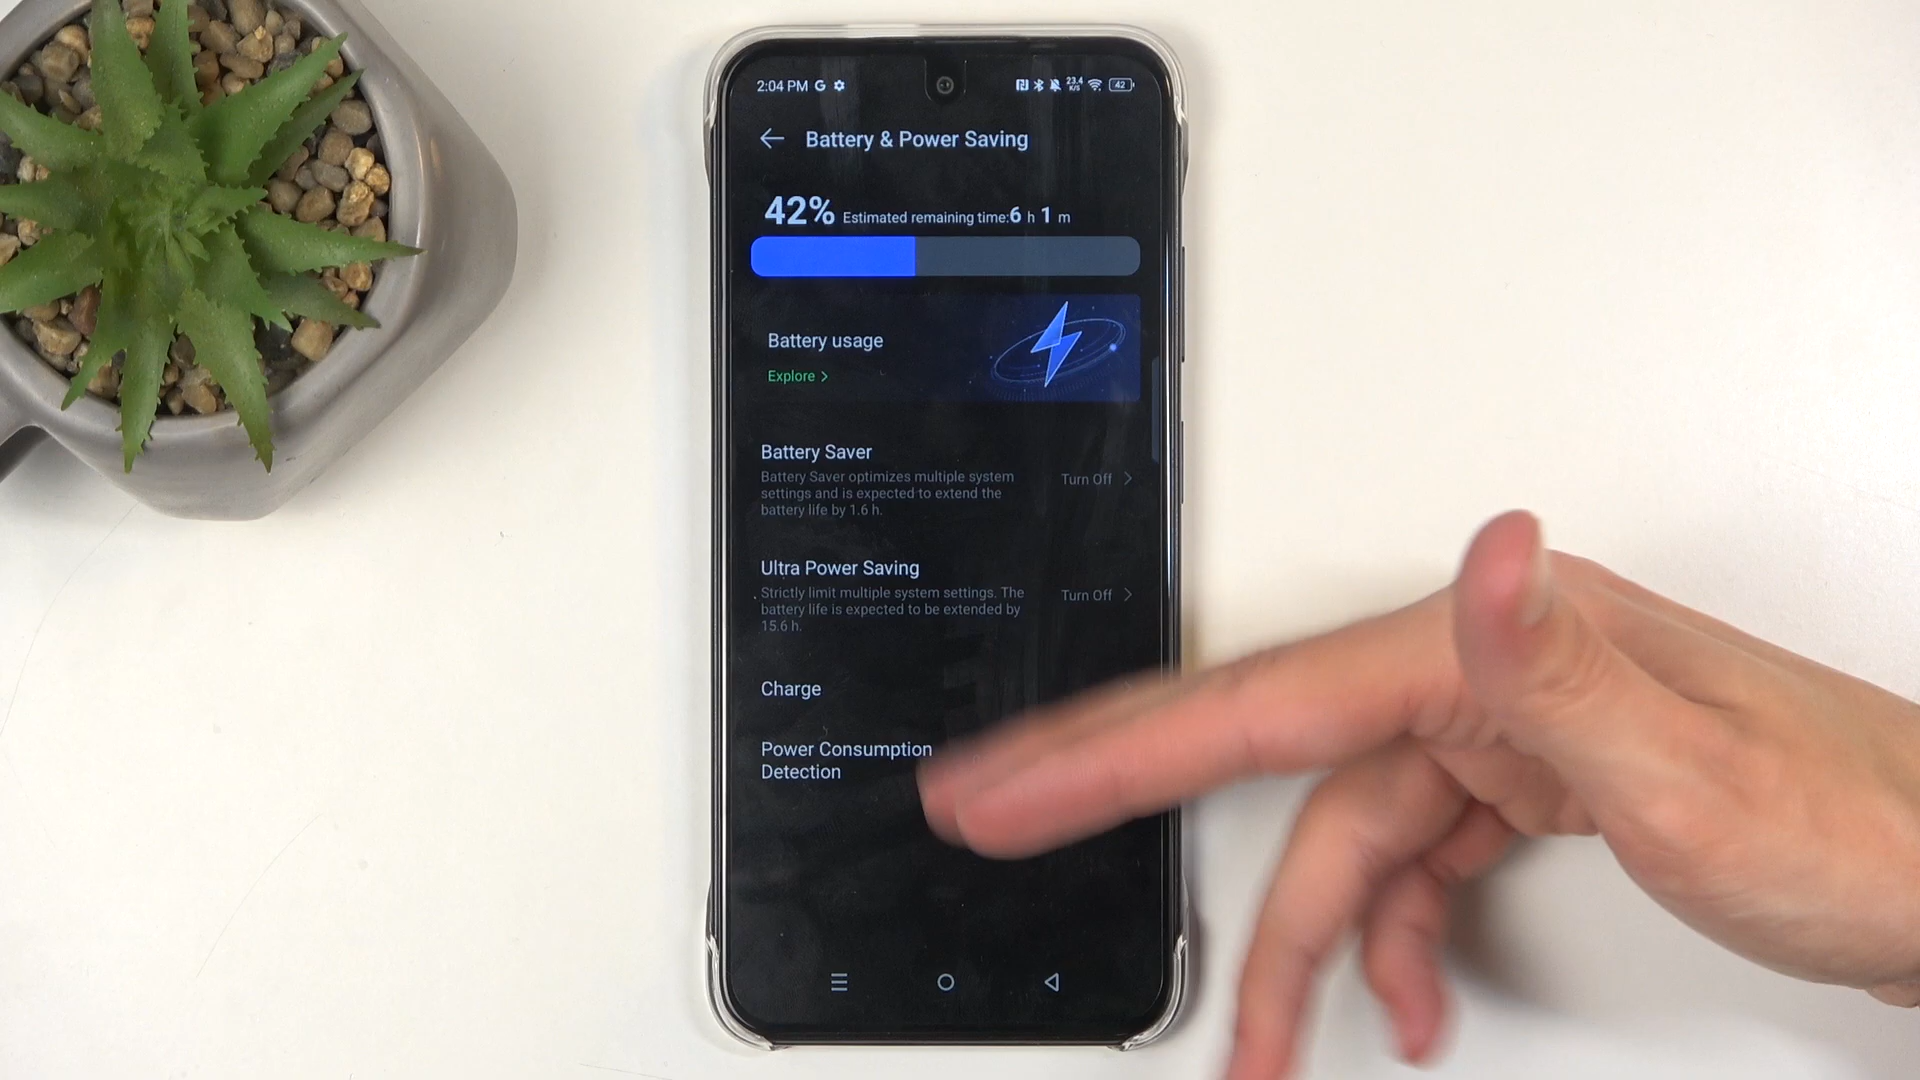 2:04 PM G 23.4 K/S 42
Battery & Power Saving
42% Estimated remaining time:6 h 1 m
Battery usage
Explore >
Battery Saver
Battery Saver optimizes multiple system
settings and is expected to extend the
battery life by 1.6 h.
Turn Off
Ultra Power Saving
Strictly limit multiple system settings. The
battery life is expected to be extended by
15.6 h.
Turn Off
Charge
Power Consumption
Detection